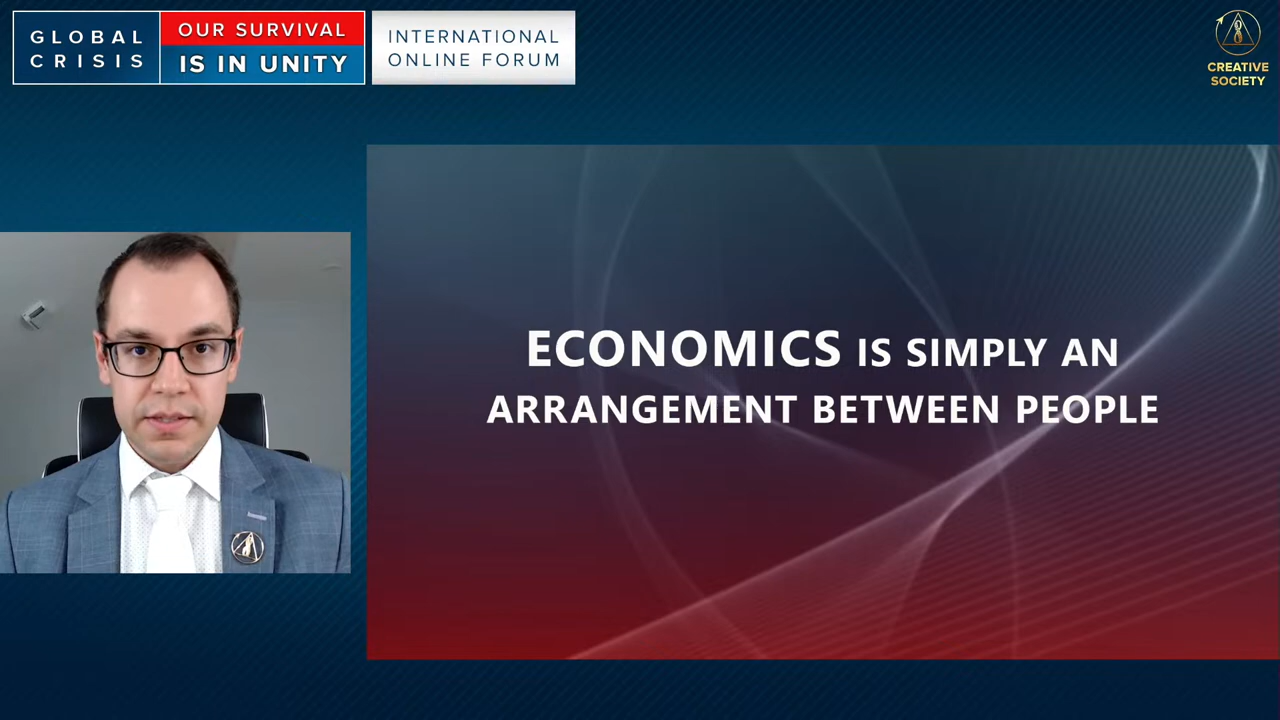 GLOBAL
CRISIS
OUR SURVIVAL
IS IN UNITY
INTERNATIONAL
ONLINE FORUM
CREATIVE
SOCIETY
ECONOMICS IS SIMPLY AN
ARRANGEMENT BETWEEN PEOPLE